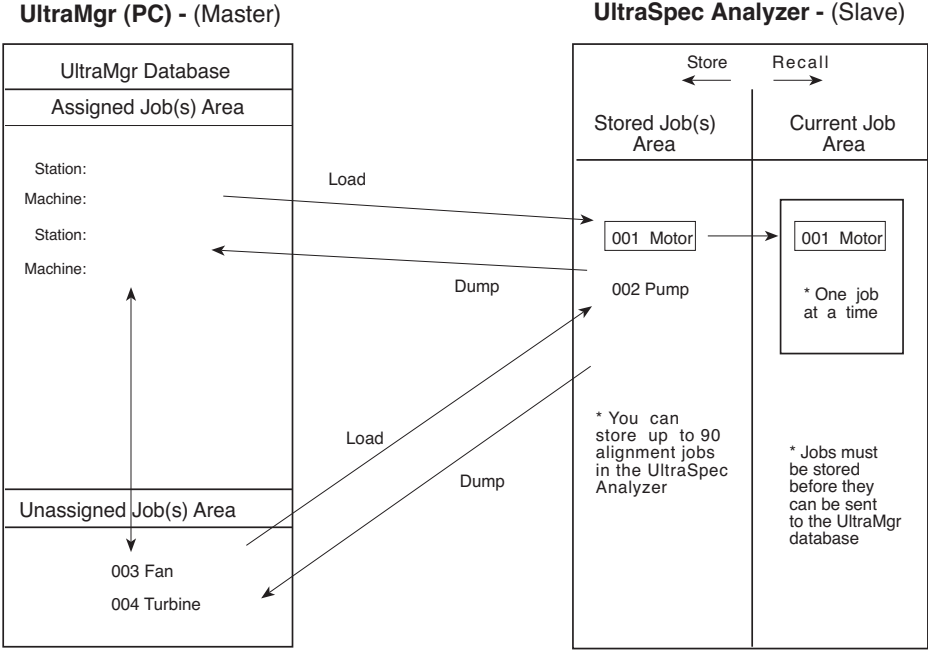 UltraMgr (PC) - (Master)
UltraMgr Database
Assigned Job(s) Area
Station:
Machine:
Station:
Machine:
Unassigned Job(s) Area
003 Fan
004 Turbine
Load
Dump
Load
Dump
UltraSpec Analyzer - (Slave)
Store
Recall
Stored Job(s)
Area
001 Motor
002 Pump
* You can
store up to 90
alignment jobs
in the UltraSpec
Analyzer
Current Job
Area
001 Motor
* One job
at a time
* Jobs must
be stored
before they
can be sent
to the UltraMgr
database